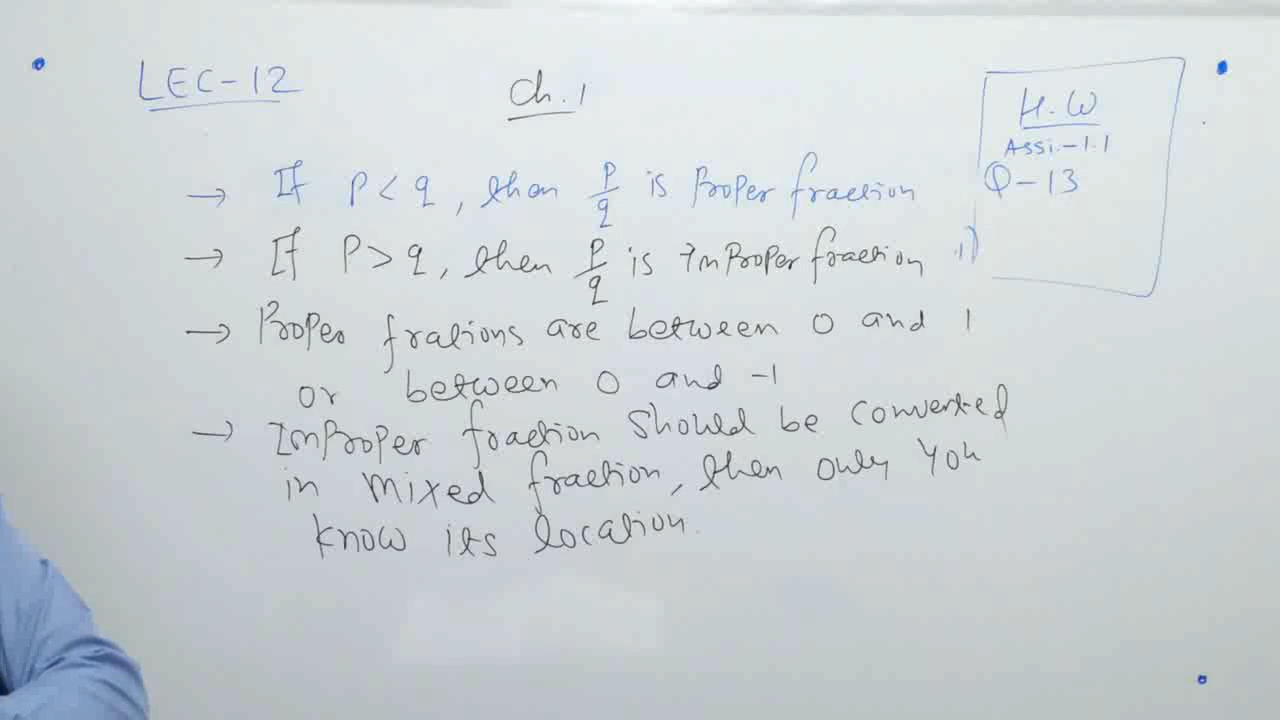 LEC-12
Ch.1
H.W
Assi.-1.1
Q-13
→ If P < q, then p/q is Proper fraction
→ If P > q, then p/q is ImProper fraction
→ Proper frations are between 0 and 1
or between 0 and -1
→ ImProper fraction should be converted
in mixed fraction, then only You
know its location.